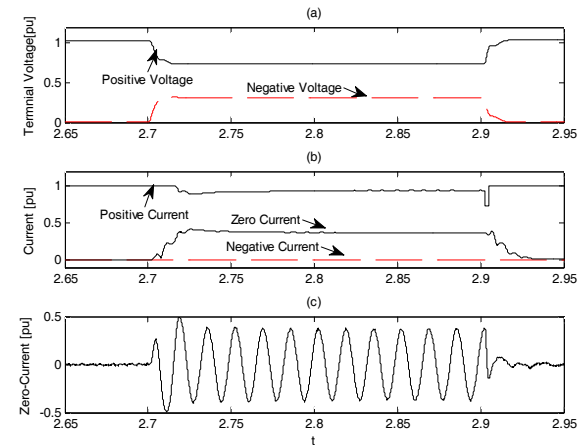 (a)
Termnial Voltage[pu]
1
0.5
0
Positive Voltage
Negative Voltage
2.65 2.7 2.75 2.8 2.85 2.9 2.95
(b)
Current [pu]
1
0.5
0
Positive Current
Zero Current
Negative Current
2.65 2.7 2.75 2.8 2.85 2.9 2.95
(c)
Zero-Current [pu]
0.5
0
-0.5
2.65 2.7 2.75 2.8 2.85 2.9 2.95
t